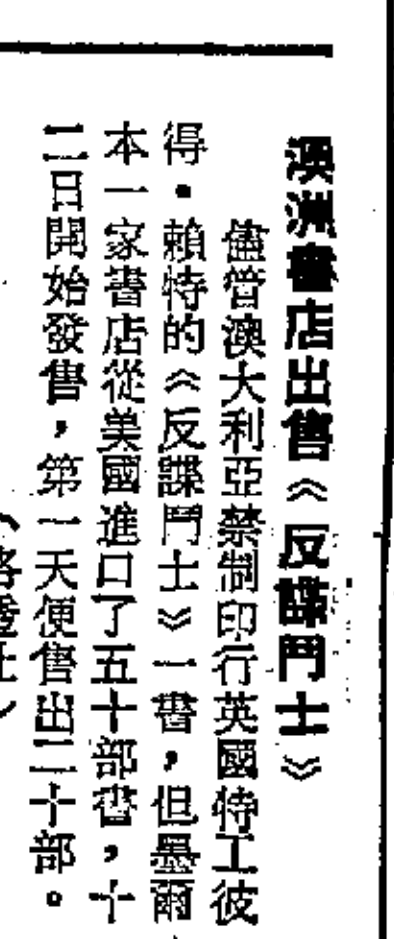 澳洲書店出售《反諜鬥士》
儘管澳大利亞禁制印行英國特工彼
得·賴特的《反諜鬥士》一書，但墨爾
本一家書店從美國進口了五十部書，十
二日開始發售，第一天便售出二十部。